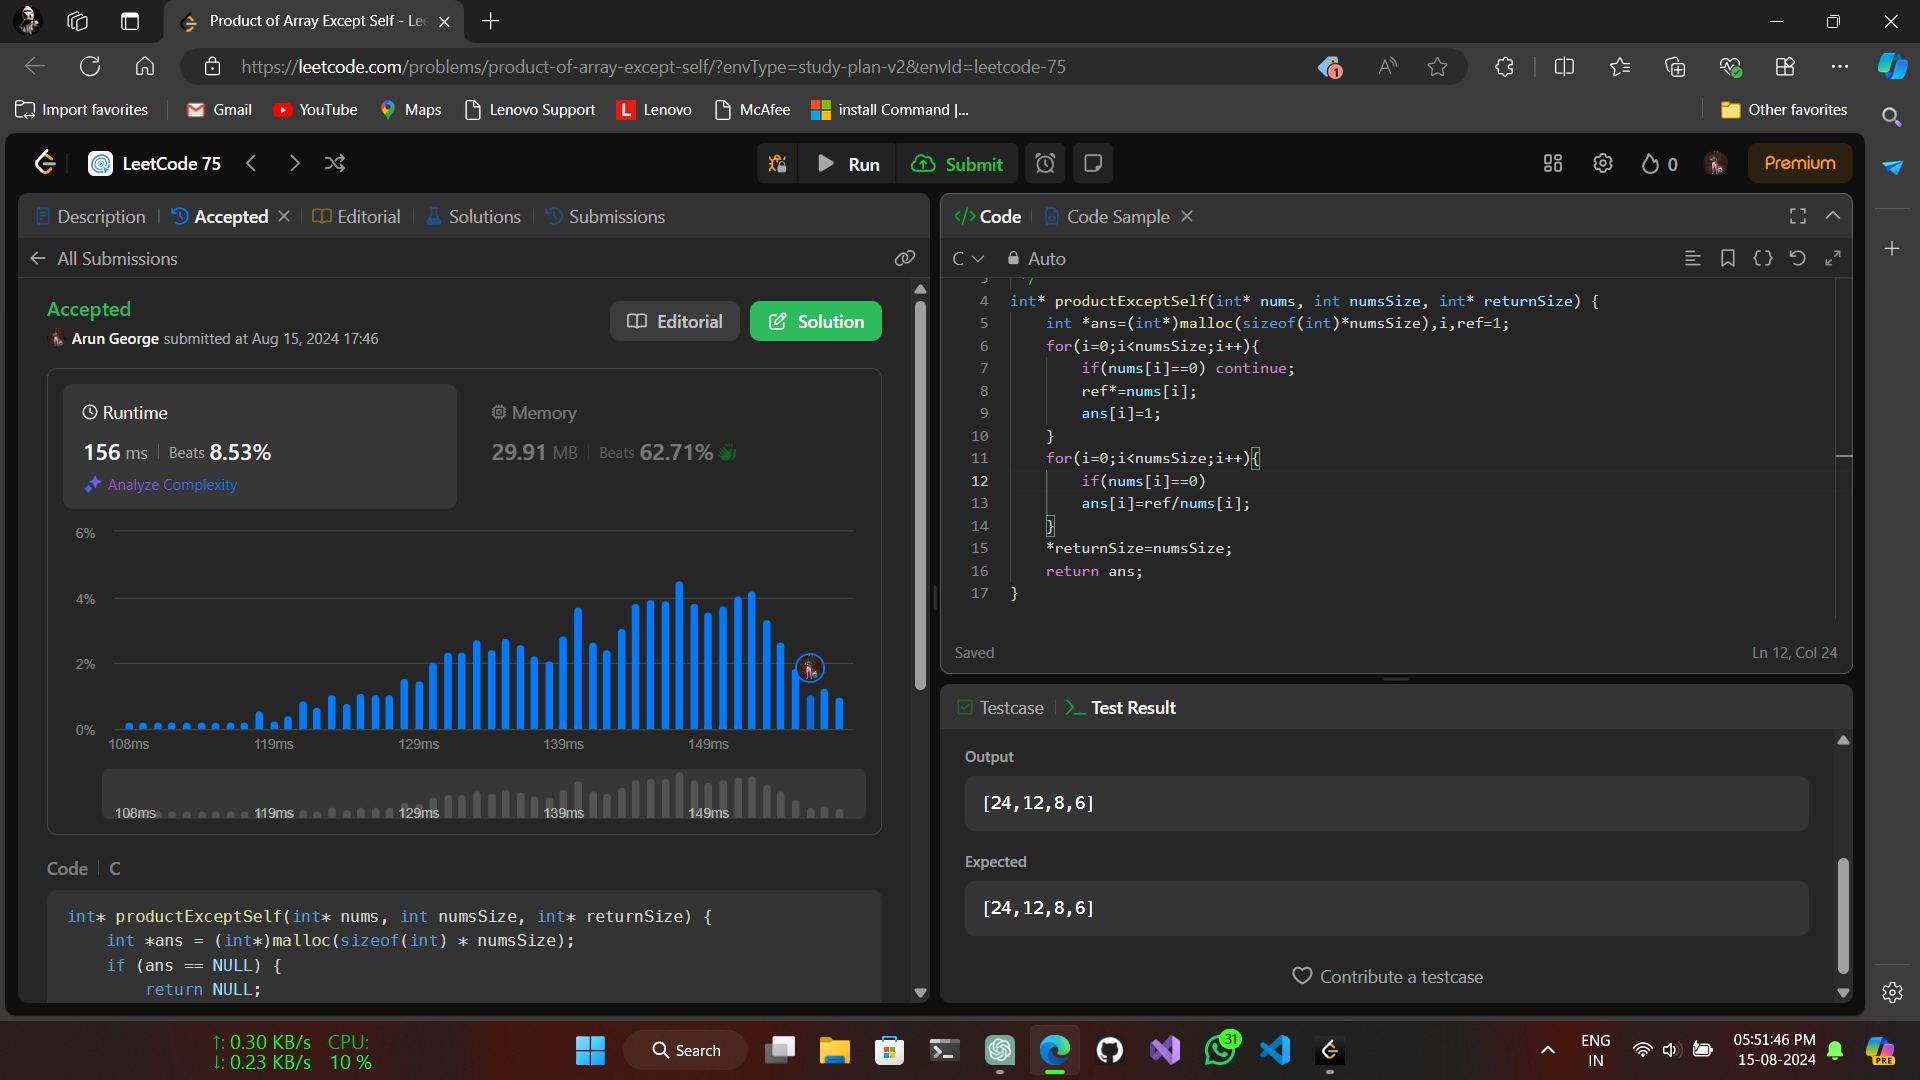 Product of Array Except Self - Le
https://leetcode.com/problems/product-of-array-except-self/?envType=study-plan-v2&envId=leetcode-75
1
Import favorites
Gmail
YouTube
Maps
Lenovo Support
L Lenovo
McAfee
install Command |...
Other favorites
LeetCode 75
Run
Submit
0
Premium
Description
Accepted
Editorial
Solutions
Submissions
All Submissions
Accepted
Arun George submitted at Aug 15, 2024 17:46
Editorial
Solution
Runtime
156 ms
Beats 8.53%
Analyze Complexity
Memory
29.91 MB
Beats 62.71%
6%
4%
2%
0%
108ms 119ms 129ms 139ms 149ms
108ms 119ms 129ms 139ms 149ms
Code
C
int* productExceptSelf(int* nums, int numsSize, int* returnSize) {
int *ans = (int*)malloc(sizeof(int) * numsSize);
if (ans == NULL) {
return NULL;
</> Code
Code Sample
C
Auto
3 */
4 int* productExceptSelf(int* nums, int numsSize, int* returnSize) {
5 int *ans=(int*)malloc(sizeof(int)*numsSize),i,ref=1;
6 for(i=0;i<numsSize;i++){
7 if(nums[i]==0) continue;
8 ref*=nums[i];
9 ans[i]=1;
10 }
11 for(i=0;i<numsSize;i++){
12 if(nums[i]==0)
13 ans[i]=ref/nums[i];
14 }
15 *returnSize=numsSize;
16 return ans;
17 }
Saved
Ln 12, Col 24
Testcase
>_ Test Result
Output
[24,12,8,6]
Expected
[24,12,8,6]
Contribute a testcase
↑: 0.30 KB/s CPU:
↓: 0.23 KB/s 10 %
Search
31
ENG
IN
05:51:46 PM
15-08-2024
PRE